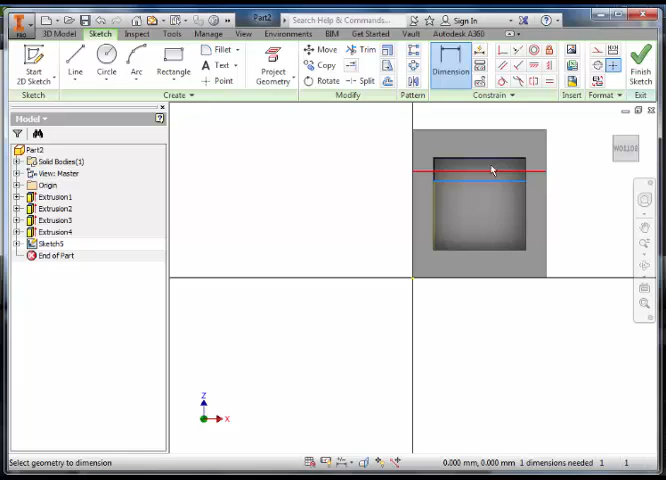 PRO
Part2
Search Help & Commands...
Sign In
3D Model Sketch Inspect Tools Manage View Environments BIM Get Started Vault Autodesk A360
Start 2D Sketch
Line
Circle
Arc
Rectangle
Fillet
Text
Point
Project Geometry
Move
Copy
Rotate
Trim
Split
Pattern
Dimension
Finish Sketch
Sketch Create Modify Pattern Constrain Insert Format Exit
Model
Part2
Solid Bodies(1)
View: Master
Origin
Extrusion1
Extrusion2
Extrusion3
Extrusion4
Sketch5
End of Part
BOTTOM
Z
X
Select geometry to dimension
0.000 mm, 0.000 mm 1 dimensions needed 1 1